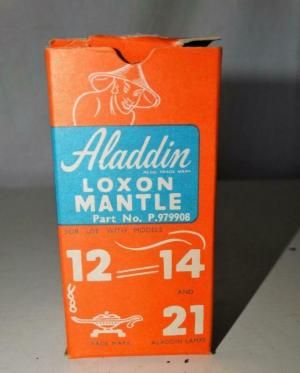 Aladdin
REGD. TRADE MARK
LOXON
MANTLE
Part No. P.979908
FOR USE WITH MODELS
12 — 14
AND
21
TRADE MARK
ALADDIN LAMPS